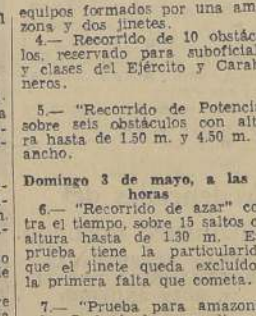 equipos formados por una am
zona y dos jinetes.
4.— Recorrido de 10 obstác
los, reservado para suboficial
y clases del Ejército y Carab
neros.
5.— "Recorrido de Potenci
sobre seis obstáculos con alt
ra hasta de 1.50 m. y 4.50 m.
ancho.
Domingo 3 de mayo, a las
horas
6.— "Recorrido de azar" co
tra el tiempo, sobre 15 saltos c
altura hasta de 1.30 m. E
prueba tiene la particularid
que el jinete queda excluído
la primera falta que cometa.
7.— "Prueba para amazon